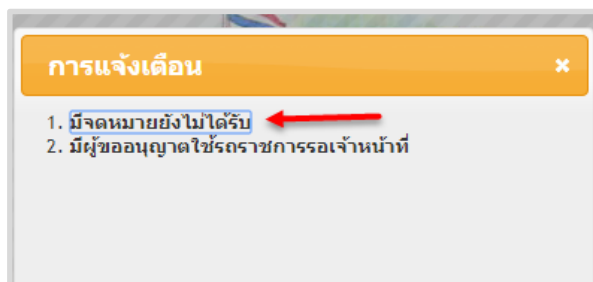 การแจ้งเตือน
1. มีจดหมายยังไม่ได้รับ
2. มีผู้ขออนุญาตใช้รถราชการรอเจ้าหน้าที่